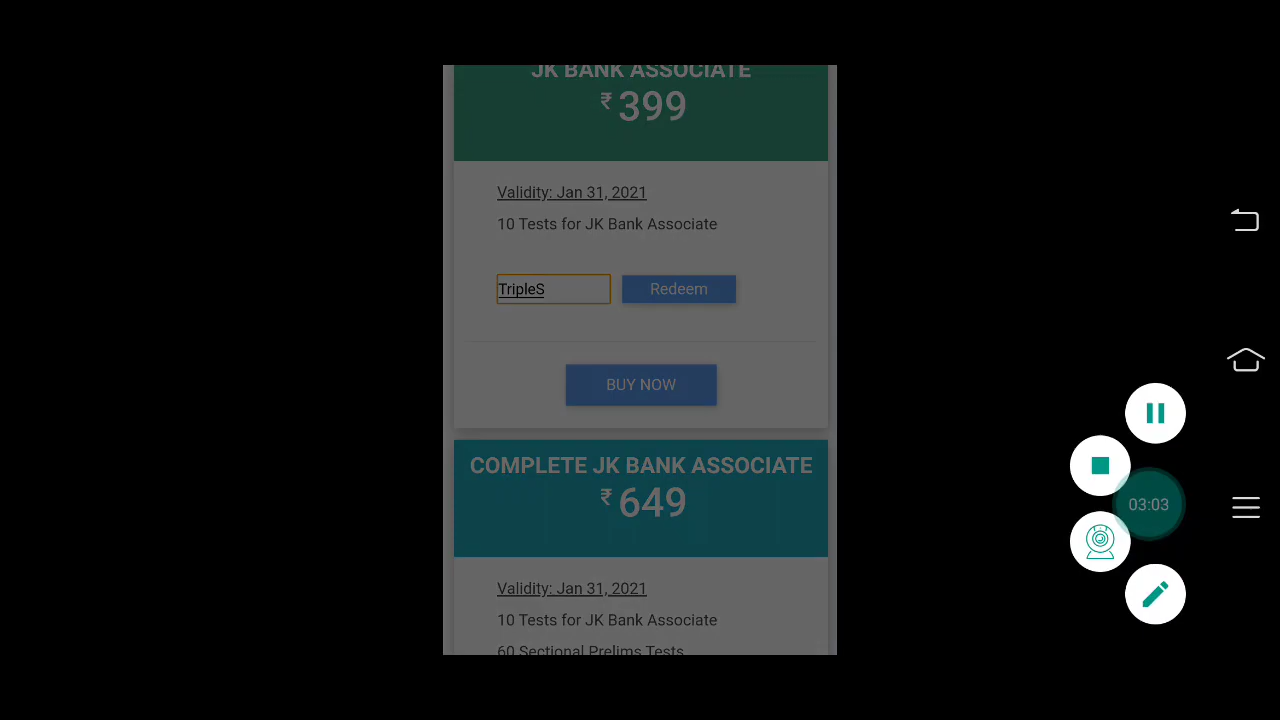 JK BANK ASSOCIATE
₹ 399
Validity: Jan 31, 2021
10 Tests for JK Bank Associate
TripleS
Redeem
BUY NOW
COMPLETE JK BANK ASSOCIATE
₹ 649
Validity: Jan 31, 2021
10 Tests for JK Bank Associate
60 Sectional Prelims Tests
03:03